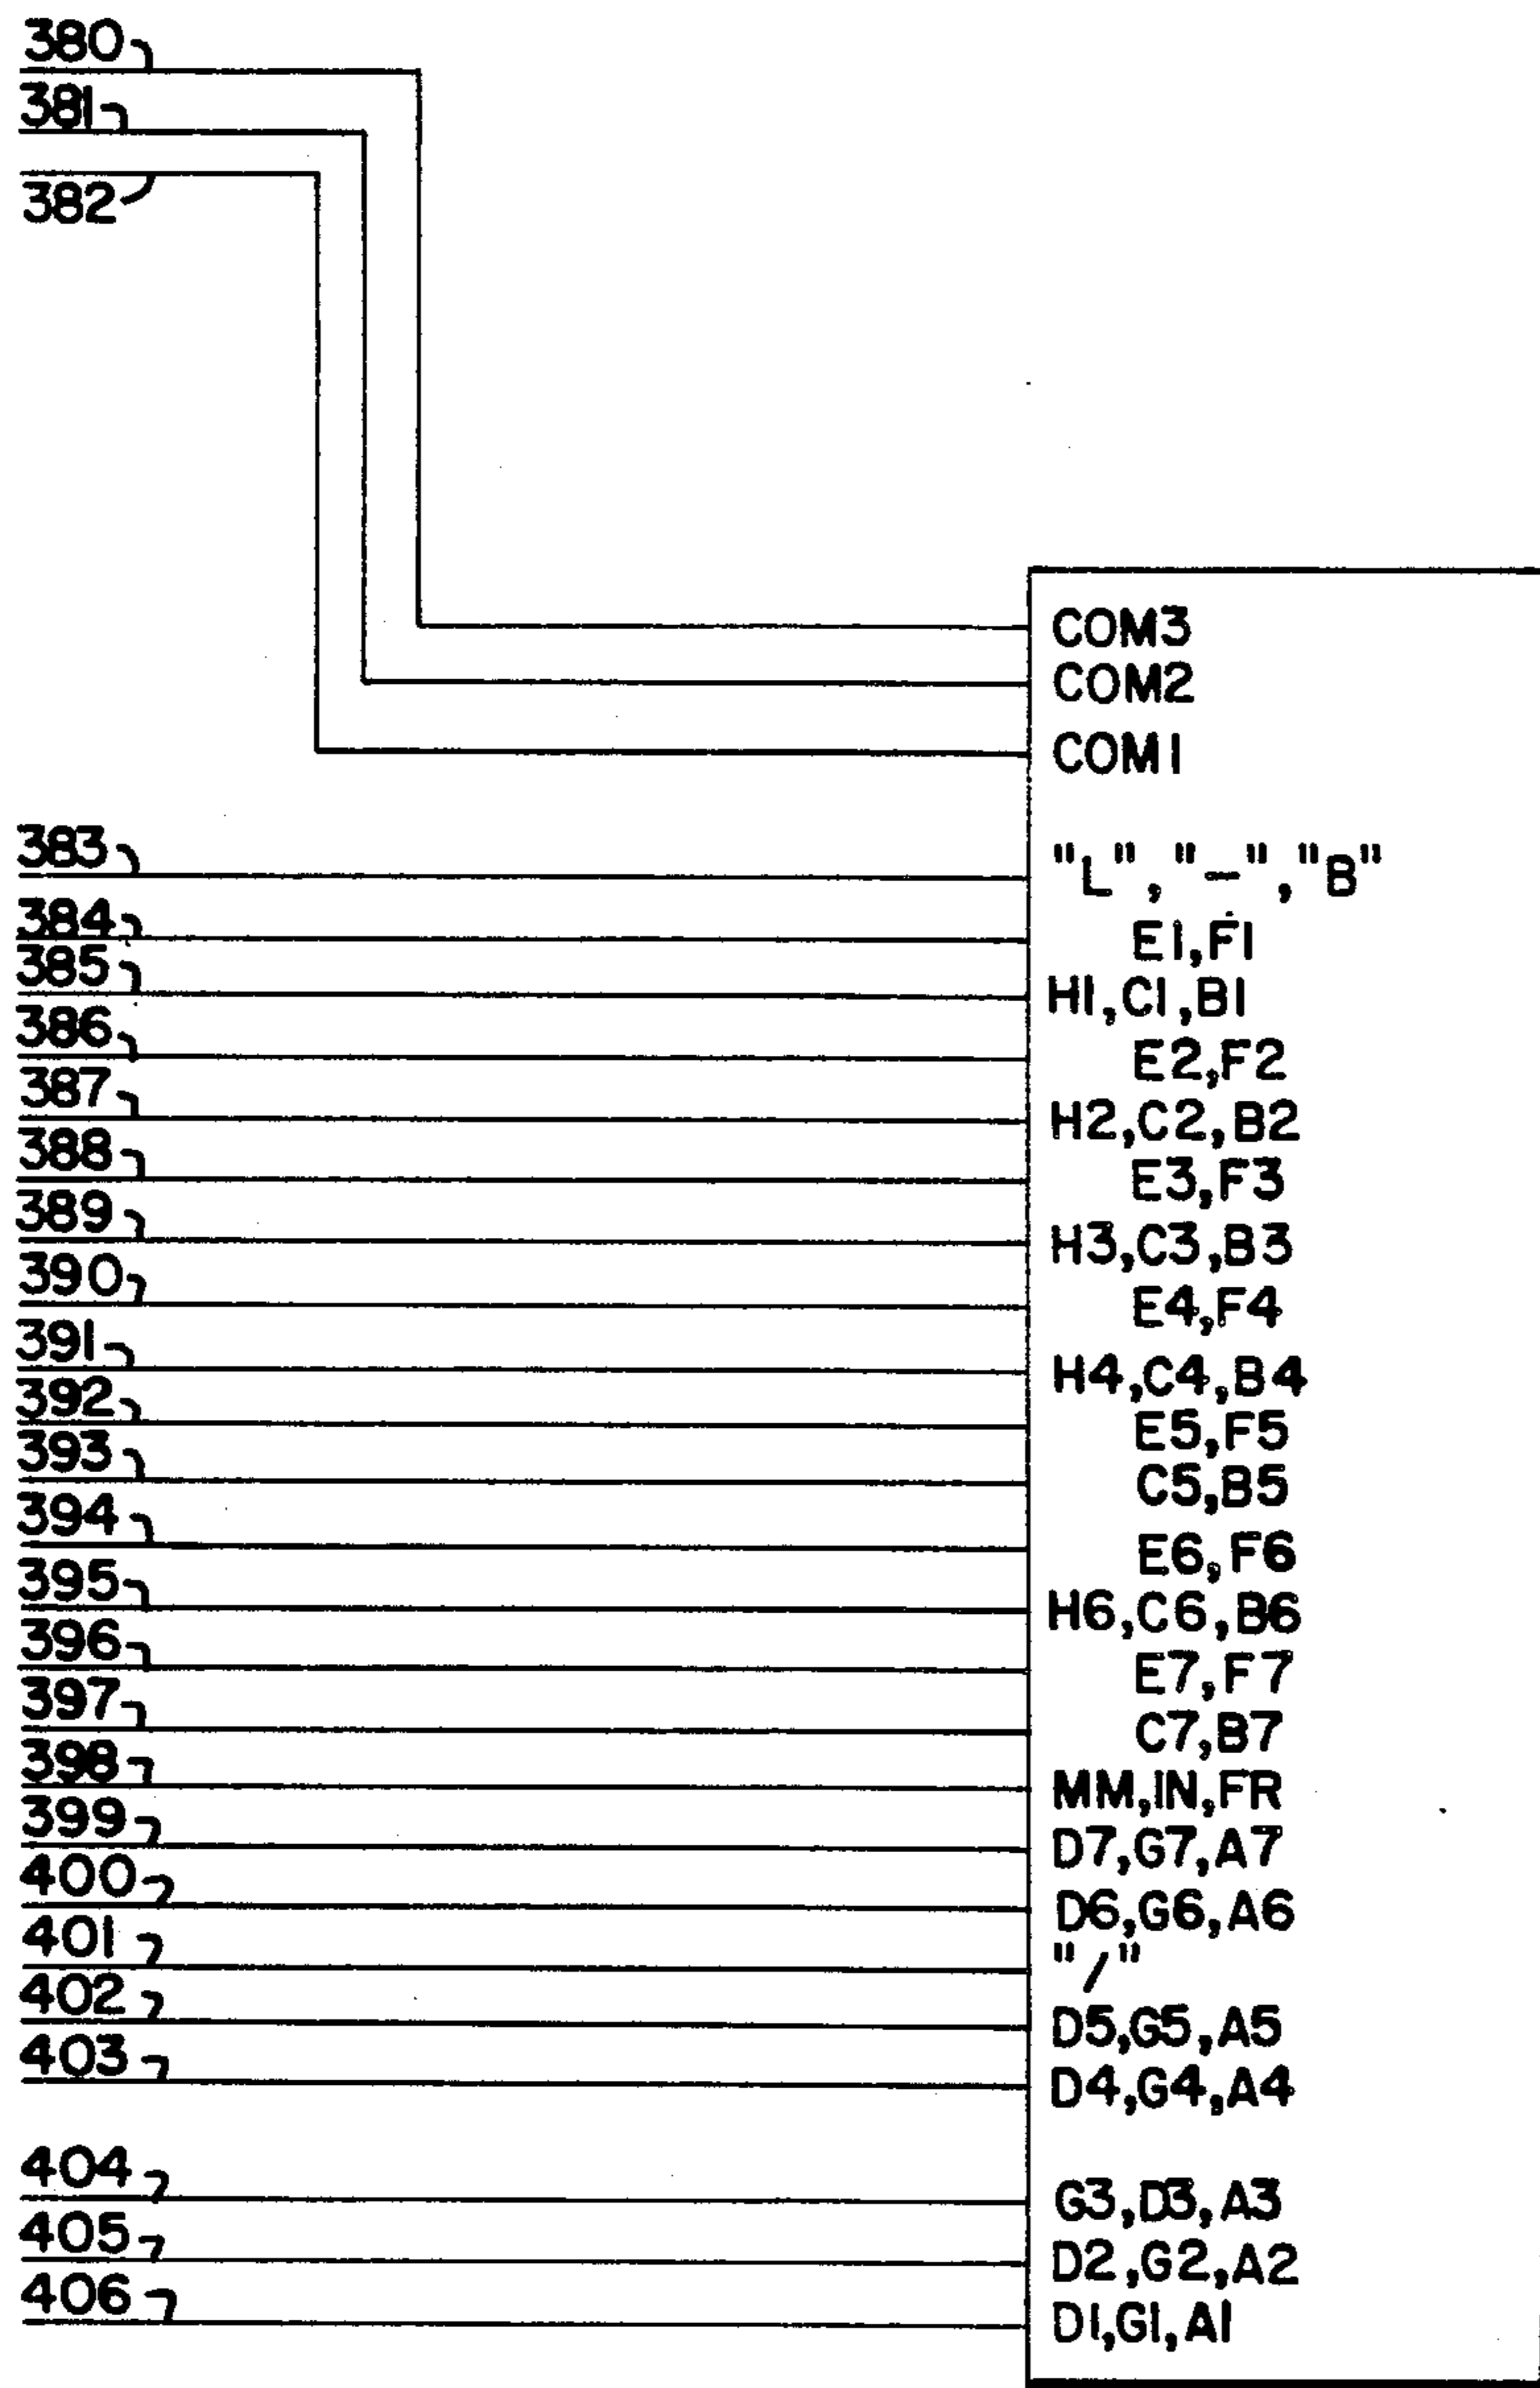 380
381
382
COM3
COM2
COM1
383 "L", "-", "B"
384 E1,F1
385 H1,C1,B1
386 E2,F2
387 H2,C2,B2
388 E3,F3
389 H3,C3,B3
390 E4,F4
391 H4,C4,B4
392 E5,F5
393 C5,B5
394 E6,F6
395 H6,C6,B6
396 E7,F7
397 C7,B7
398 MM,IN,FR
399 D7,G7,A7
400 D6,G6,A6
401 "/"
402 D5,G5,A5
403 D4,G4,A4
404 G3,D3,A3
405 D2,G2,A2
406 D1,G1,A1